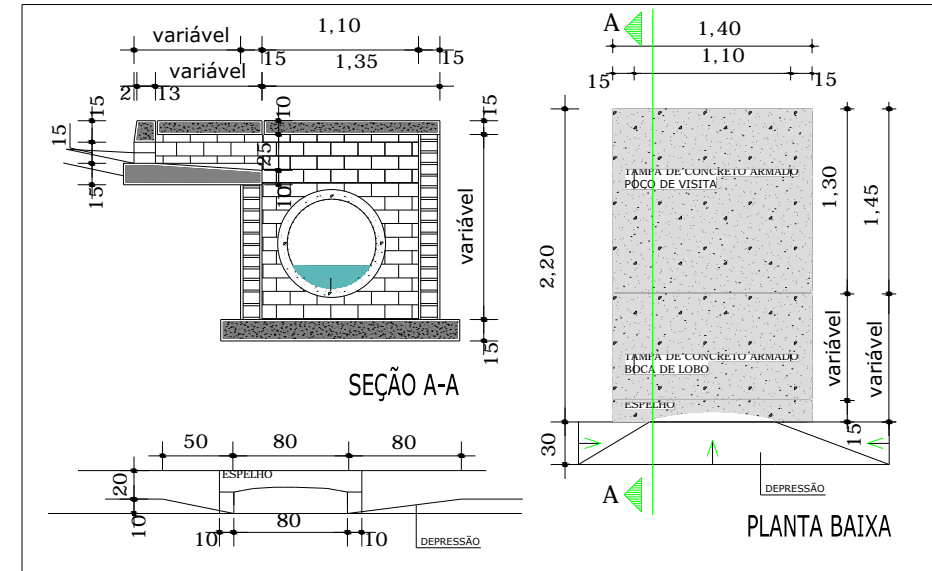 variável
1,10
15
15
variável
1,35
2
13
15
10
15
15
25
15
10
variável
15
SEÇÃO A-A
50
80
80
ESPELHO
20
10
80
10
10
DEPRESSÃO
A
1,40
1,10
15
15
TAMPA DE CONCRETO ARMADO
POÇO DE VISITA
1,30
1,45
2,20
TAMPA DE CONCRETO ARMADO
BOCA DE LOBO
variável
variável
ESPELHO
15
30
A
DEPRESSÃO
PLANTA BAIXA